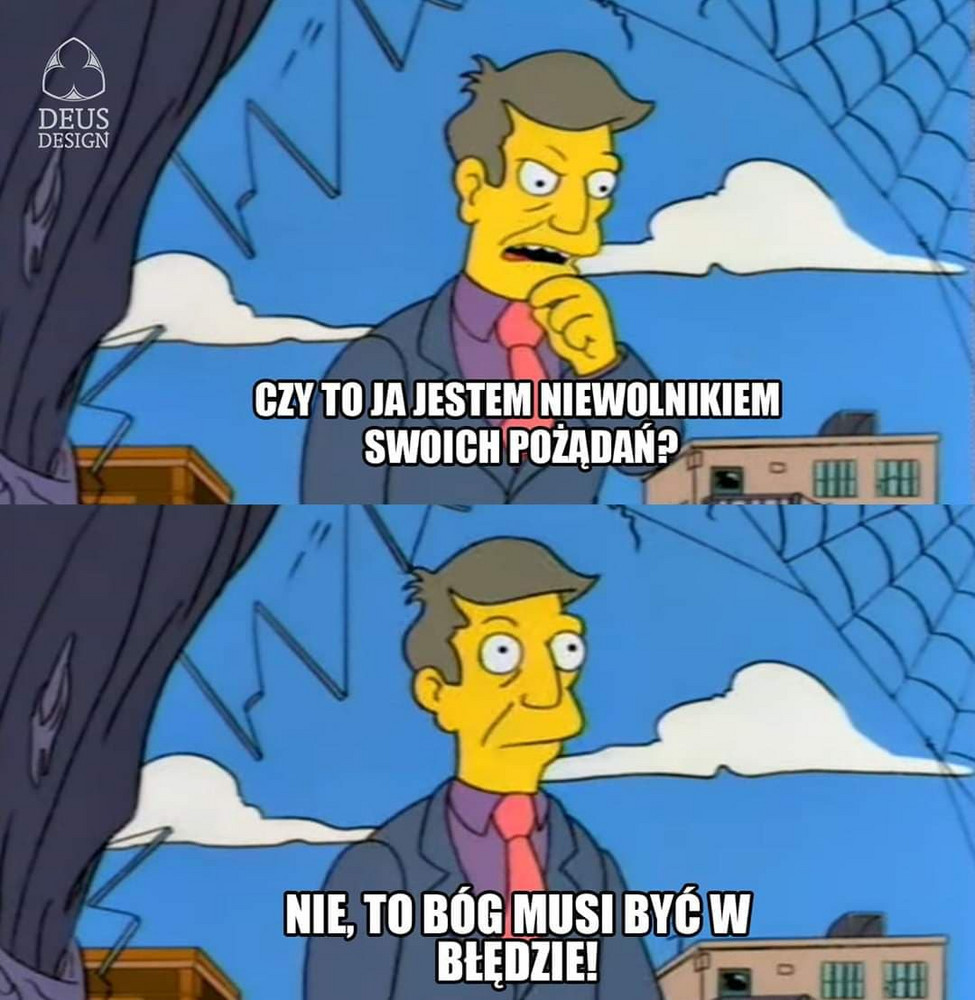 DEUS
DESIGN
CZY TO JA JESTEM NIEWOLNIKIEM
SWOICH POŻĄDAŃ?
NIE, TO BÓG MUSI BYĆ W
BŁĘDZIE!